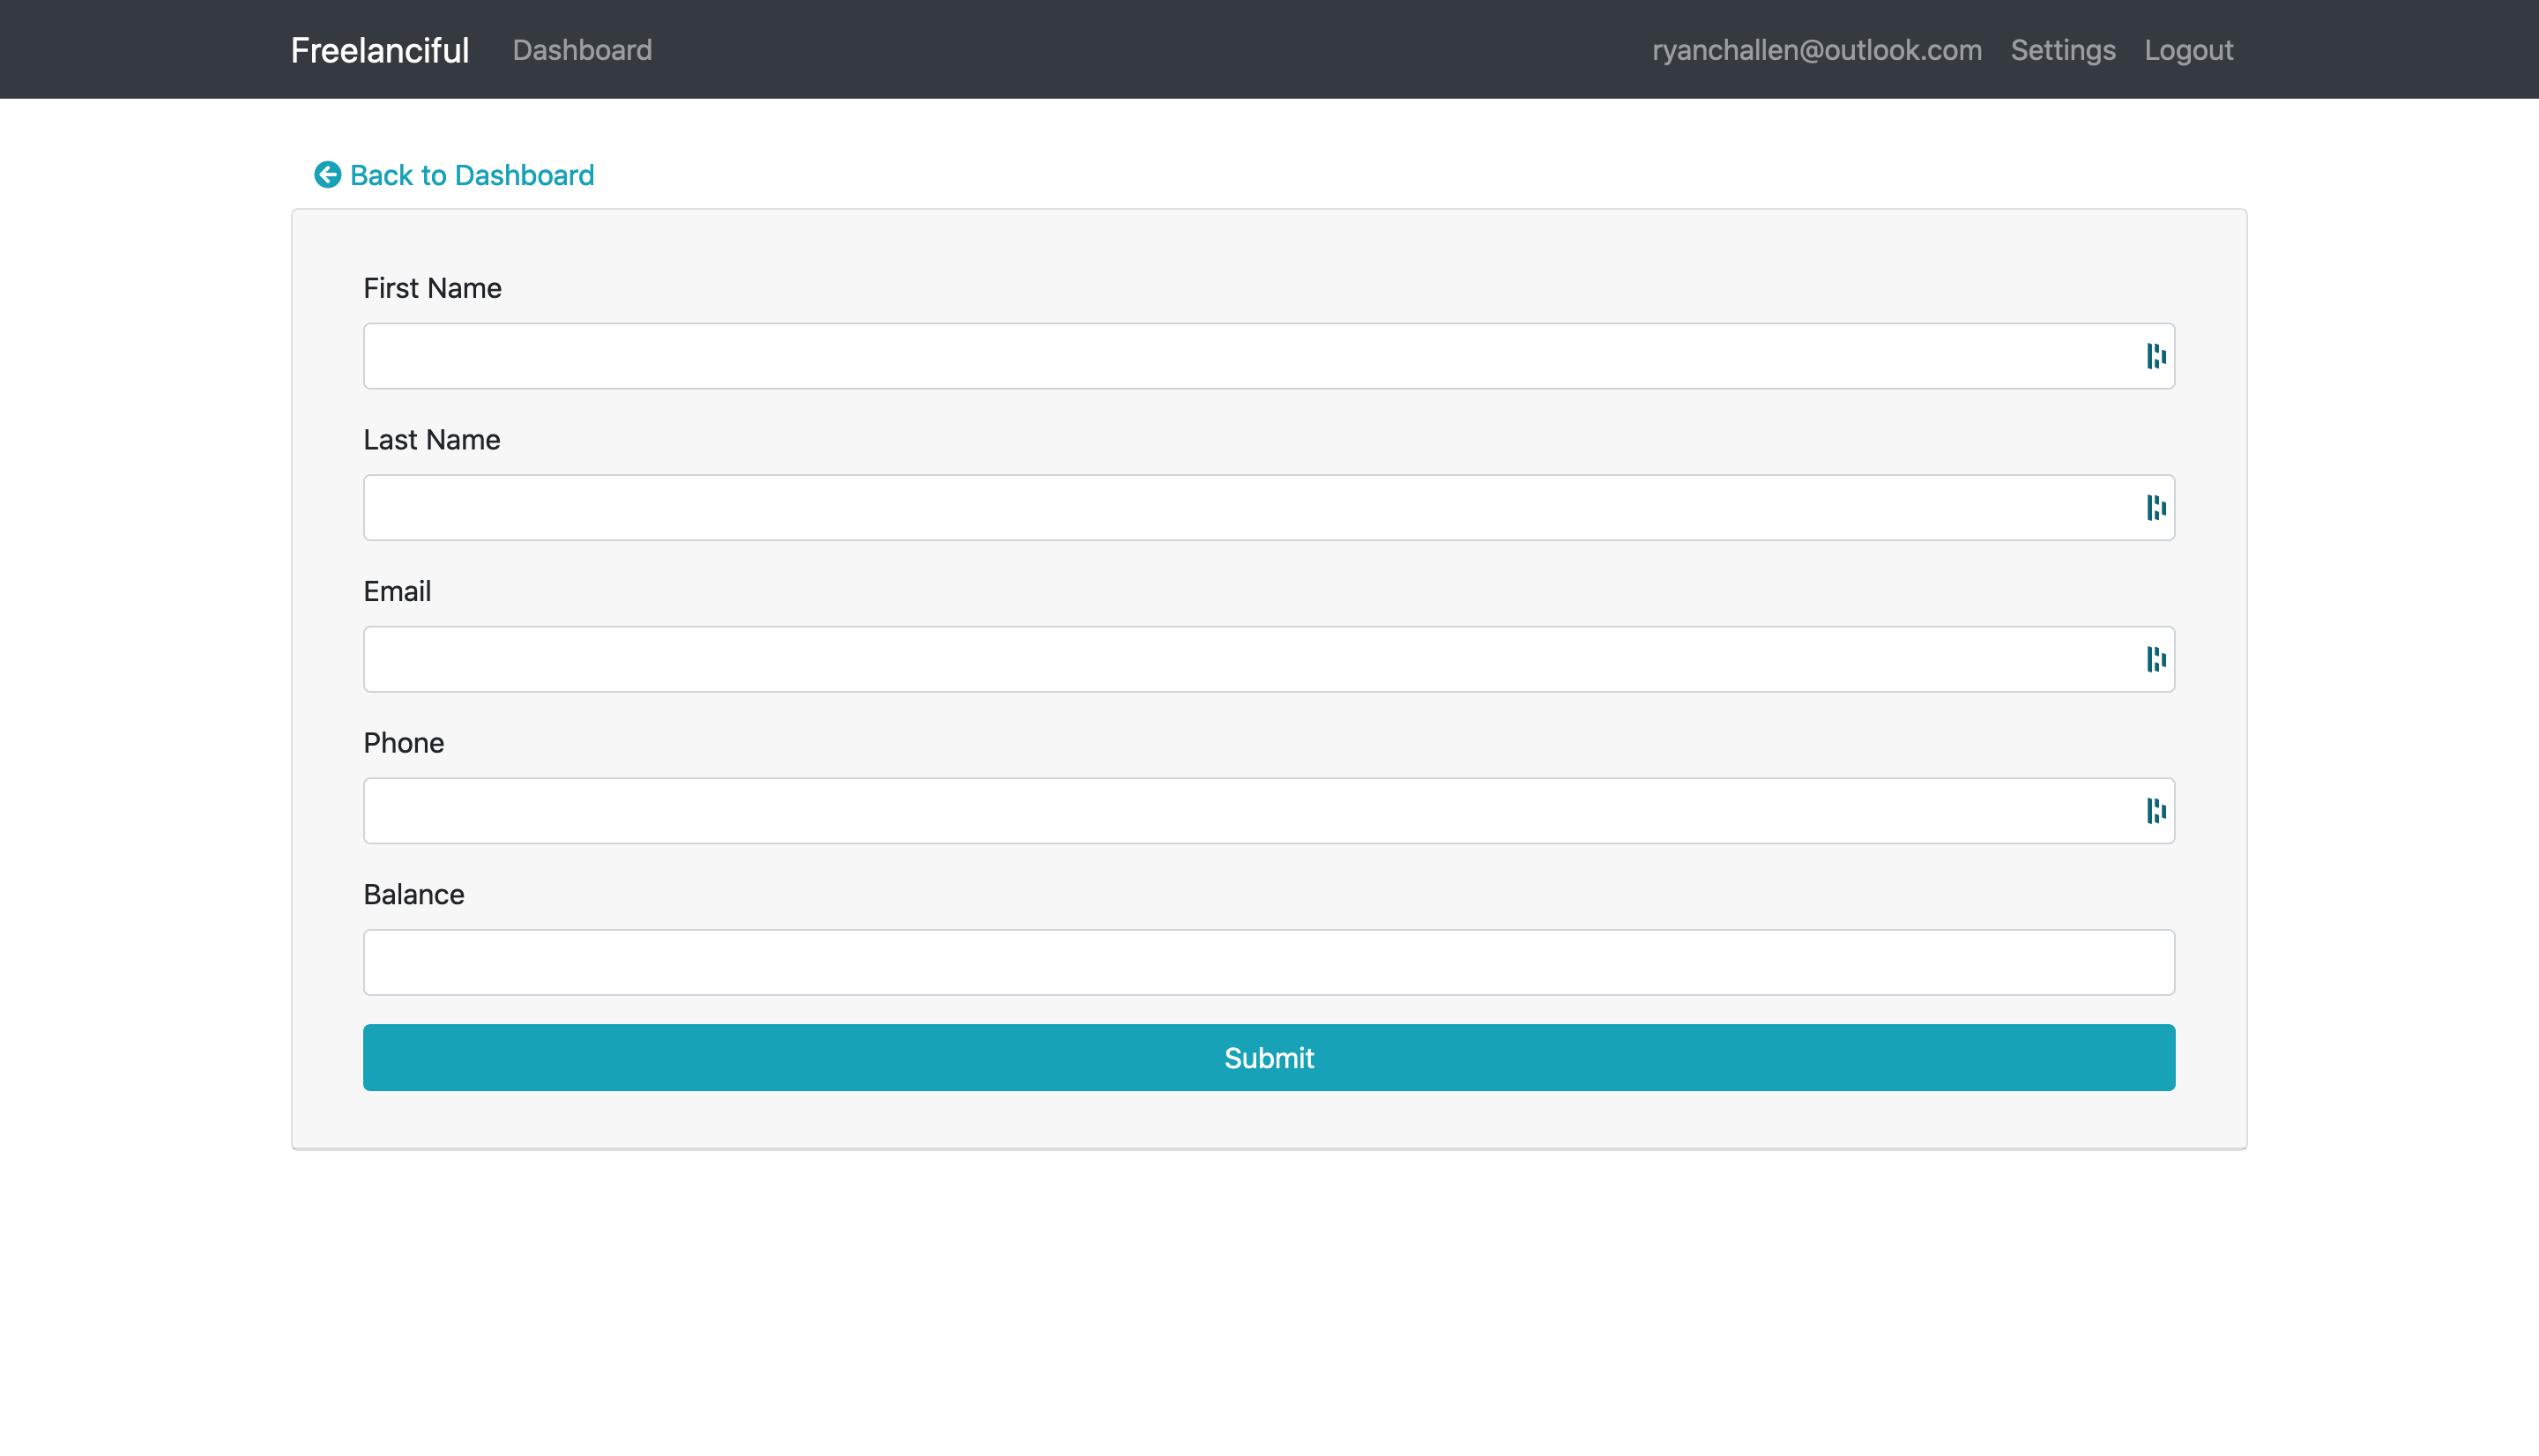 Freelanciful Dashboard ryanchallen@outlook.com Settings Logout
Back to Dashboard
First Name
Last Name
Email
Phone
Balance
Submit